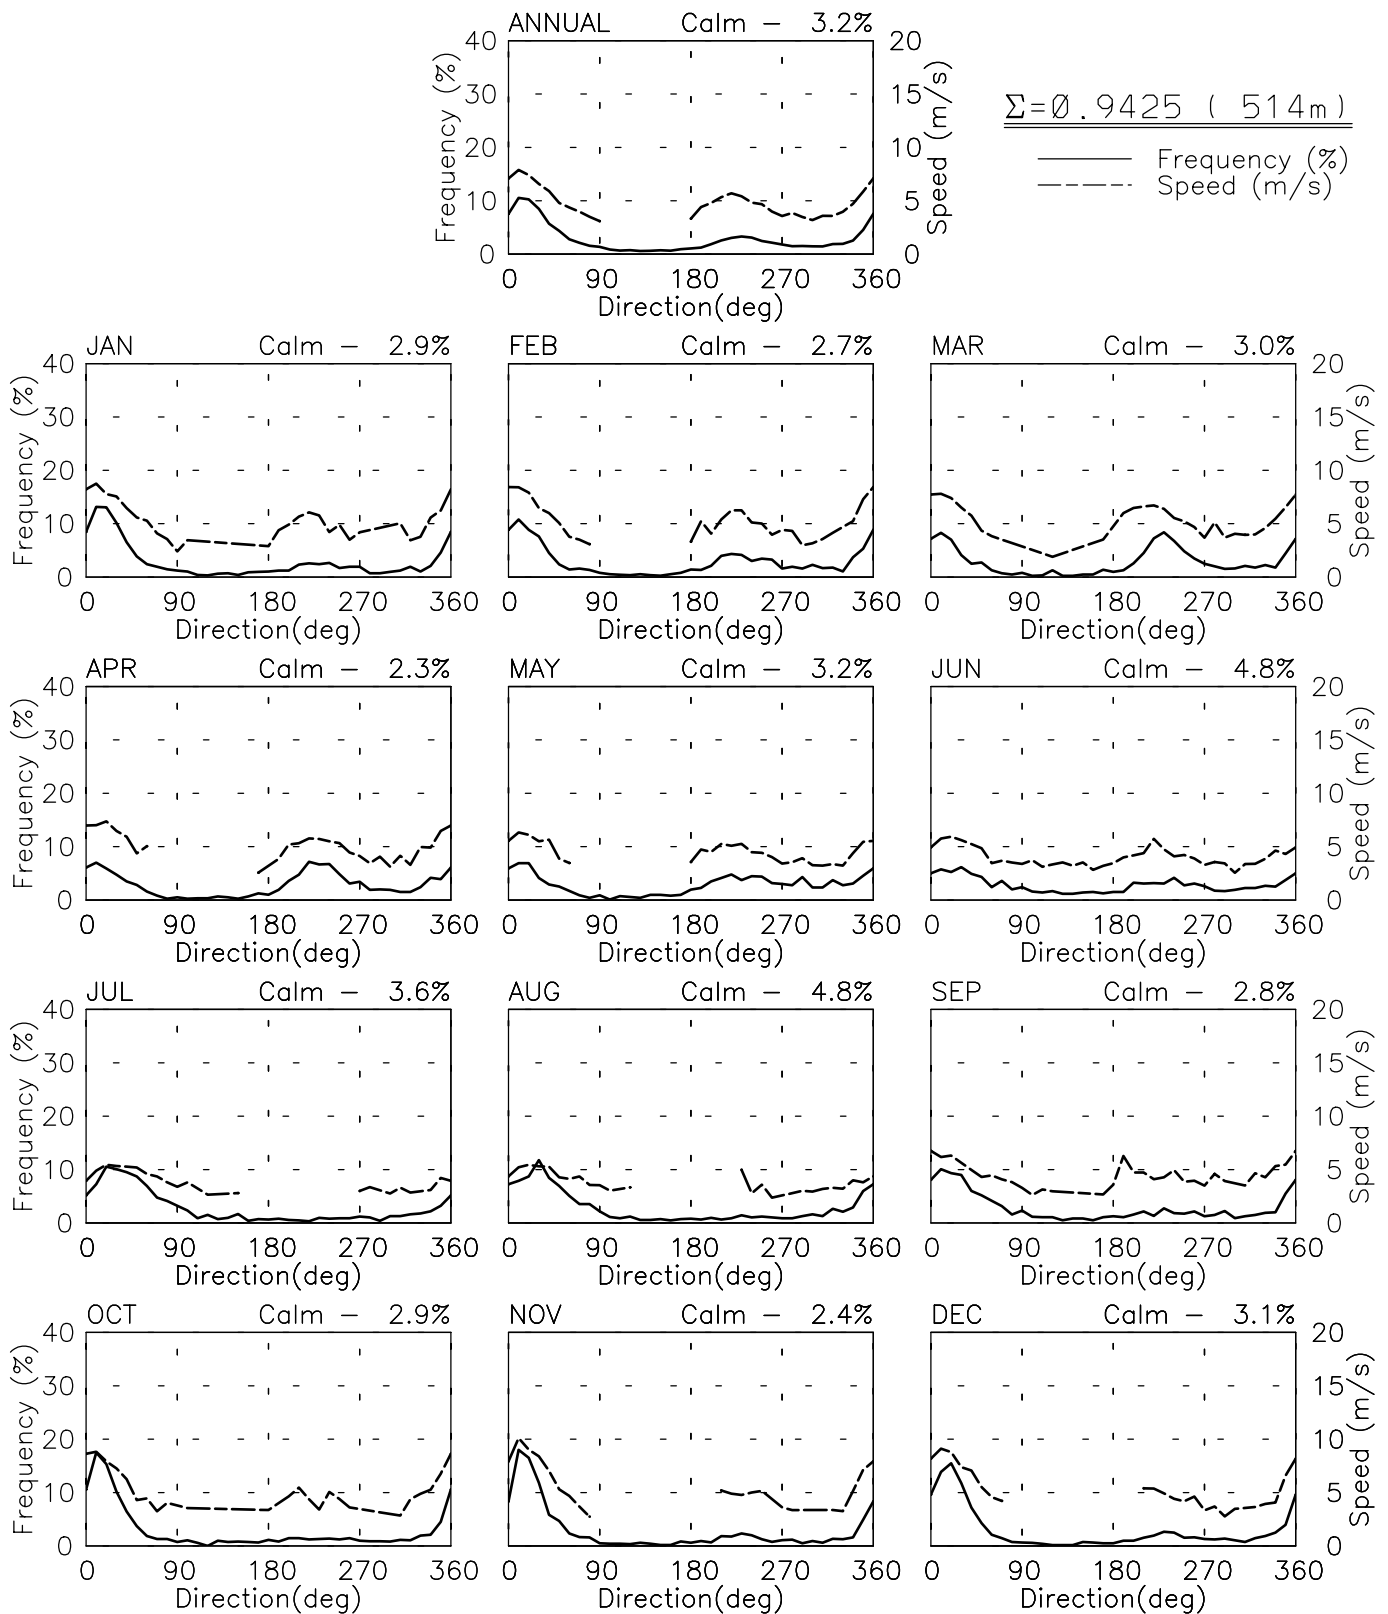 ANNUAL Calm – 3.2%
40 20
30 15
20 10
10 5
0 0
Frequency (%)
Speed (m/s)
0 90 180 270 360
Direction(deg)
Σ=0.9425 ( 514m )
Frequency (%)
Speed (m/s)
JAN Calm – 2.9% FEB Calm – 2.7% MAR Calm – 3.0%
40 20
30 15
20 10
10 5
0 0
Frequency (%)
Speed (m/s)
0 90 180 270 360 0 90 180 270 360 0 90 180 270 360
Direction(deg) Direction(deg) Direction(deg)
APR Calm – 2.3% MAY Calm – 3.2% JUN Calm – 4.8%
40 20
30 15
20 10
10 5
0 0
Frequency (%)
Speed (m/s)
0 90 180 270 360 0 90 180 270 360 0 90 180 270 360
Direction(deg) Direction(deg) Direction(deg)
JUL Calm – 3.6% AUG Calm – 4.8% SEP Calm – 2.8%
40 20
30 15
20 10
10 5
0 0
Frequency (%)
Speed (m/s)
0 90 180 270 360 0 90 180 270 360 0 90 180 270 360
Direction(deg) Direction(deg) Direction(deg)
OCT Calm – 2.9% NOV Calm – 2.4% DEC Calm – 3.1%
40 20
30 15
20 10
10 5
0 0
Frequency (%)
Speed (m/s)
0 90 180 270 360 0 90 180 270 360 0 90 180 270 360
Direction(deg) Direction(deg) Direction(deg)